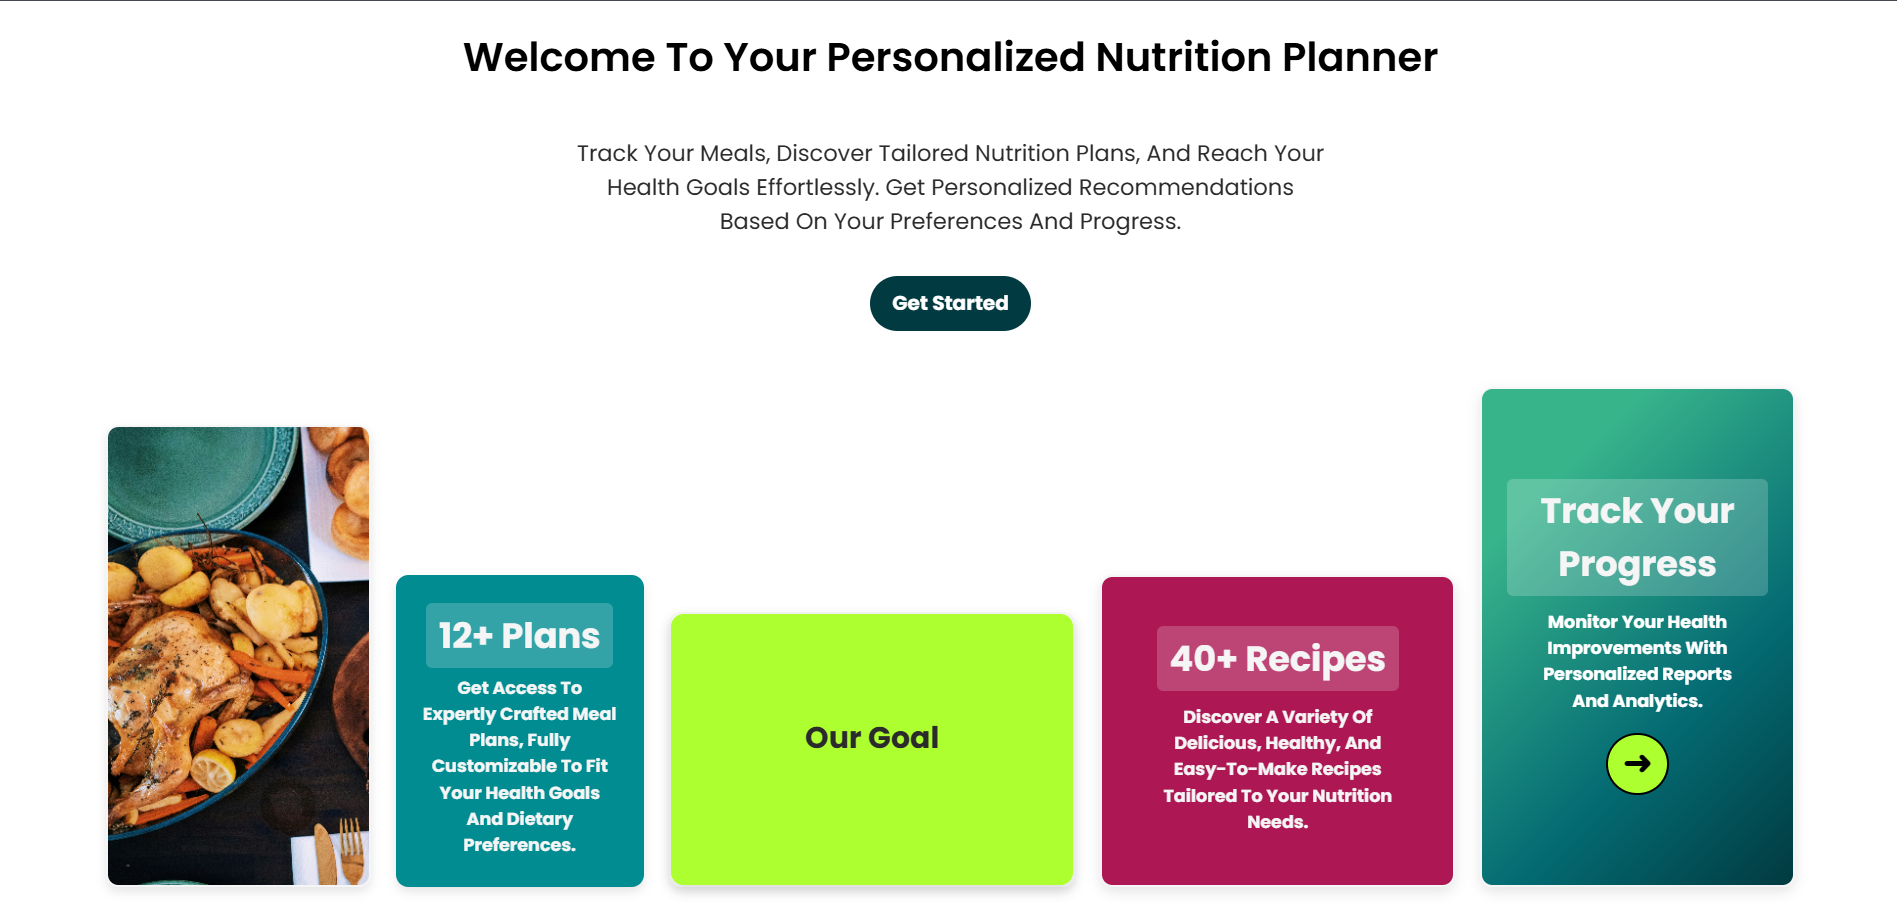 Welcome To Your Personalized Nutrition Planner
Track Your Meals, Discover Tailored Nutrition Plans, And Reach Your
Health Goals Effortlessly. Get Personalized Recommendations
Based On Your Preferences And Progress.
Get Started
12+ Plans
Get Access To
Expertly Crafted Meal
Plans, Fully
Customizable To Fit
Your Health Goals
And Dietary
Preferences.
Our Goal
40+ Recipes
Discover A Variety Of
Delicious, Healthy, And
Easy-To-Make Recipes
Tailored To Your Nutrition
Needs.
Track Your
Progress
Monitor Your Health
Improvements With
Personalized Reports
And Analytics.